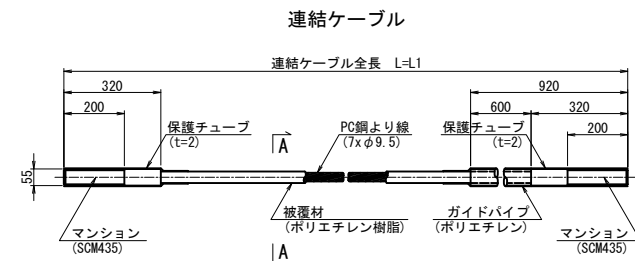 連結ケーブル
連結ケーブル全長 L=L1
320
920
200
600
320
200
保護チューブ
(t=2)
A
PC鋼より線
(7xφ9.5)
保護チューブ
(t=2)
55
マンション
(SCM435)
被覆材
(ポリエチレン樹脂)
ガイドパイプ
(ポリエチレン)
マンション
(SCM435)
A